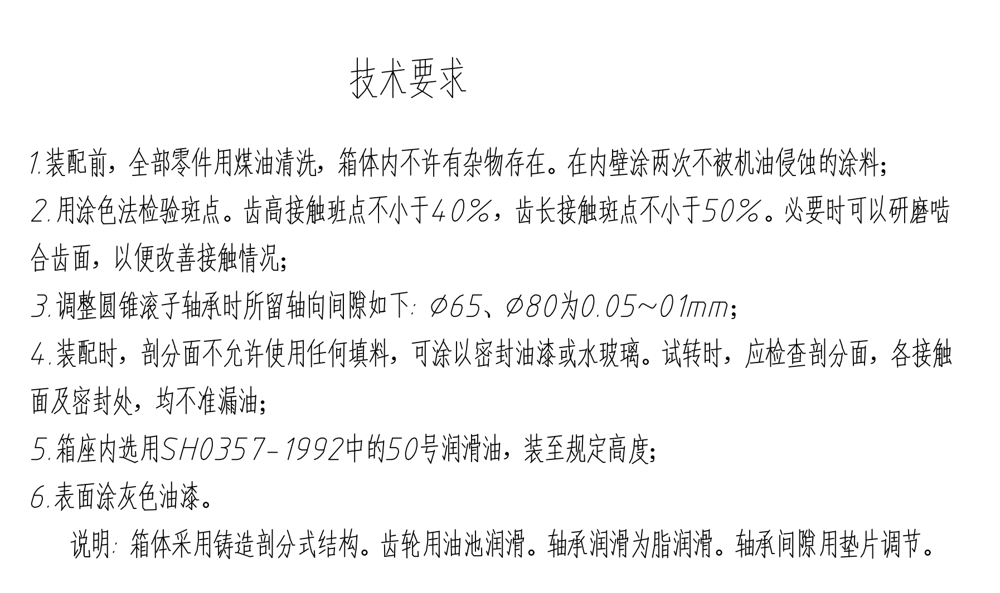 技术要求
1.装配前，全部零件用煤油清洗，箱体内不许有杂物存在。在内壁涂两次不被机油侵蚀的涂料；
2.用涂色法检验斑点。齿高接触班点不小于40%，齿长接触斑点不小于50%。必要时可以研磨啮
合齿面，以便改善接触情况；
3.调整圆锥滚子轴承时所留轴向间隙如下：Ø65、Ø80为0.05~01mm；
4.装配时，剖分面不允许使用任何填料，可涂以密封油漆或水玻璃。试转时，应检查剖分面，各接触
面及密封处，均不准漏油；
5.箱座内选用SH0357-1992中的50号润滑油，装至规定高度；
6.表面涂灰色油漆。
说明：箱体采用铸造剖分式结构。齿轮用油池润滑。轴承润滑为脂润滑。轴承间隙用垫片调节。